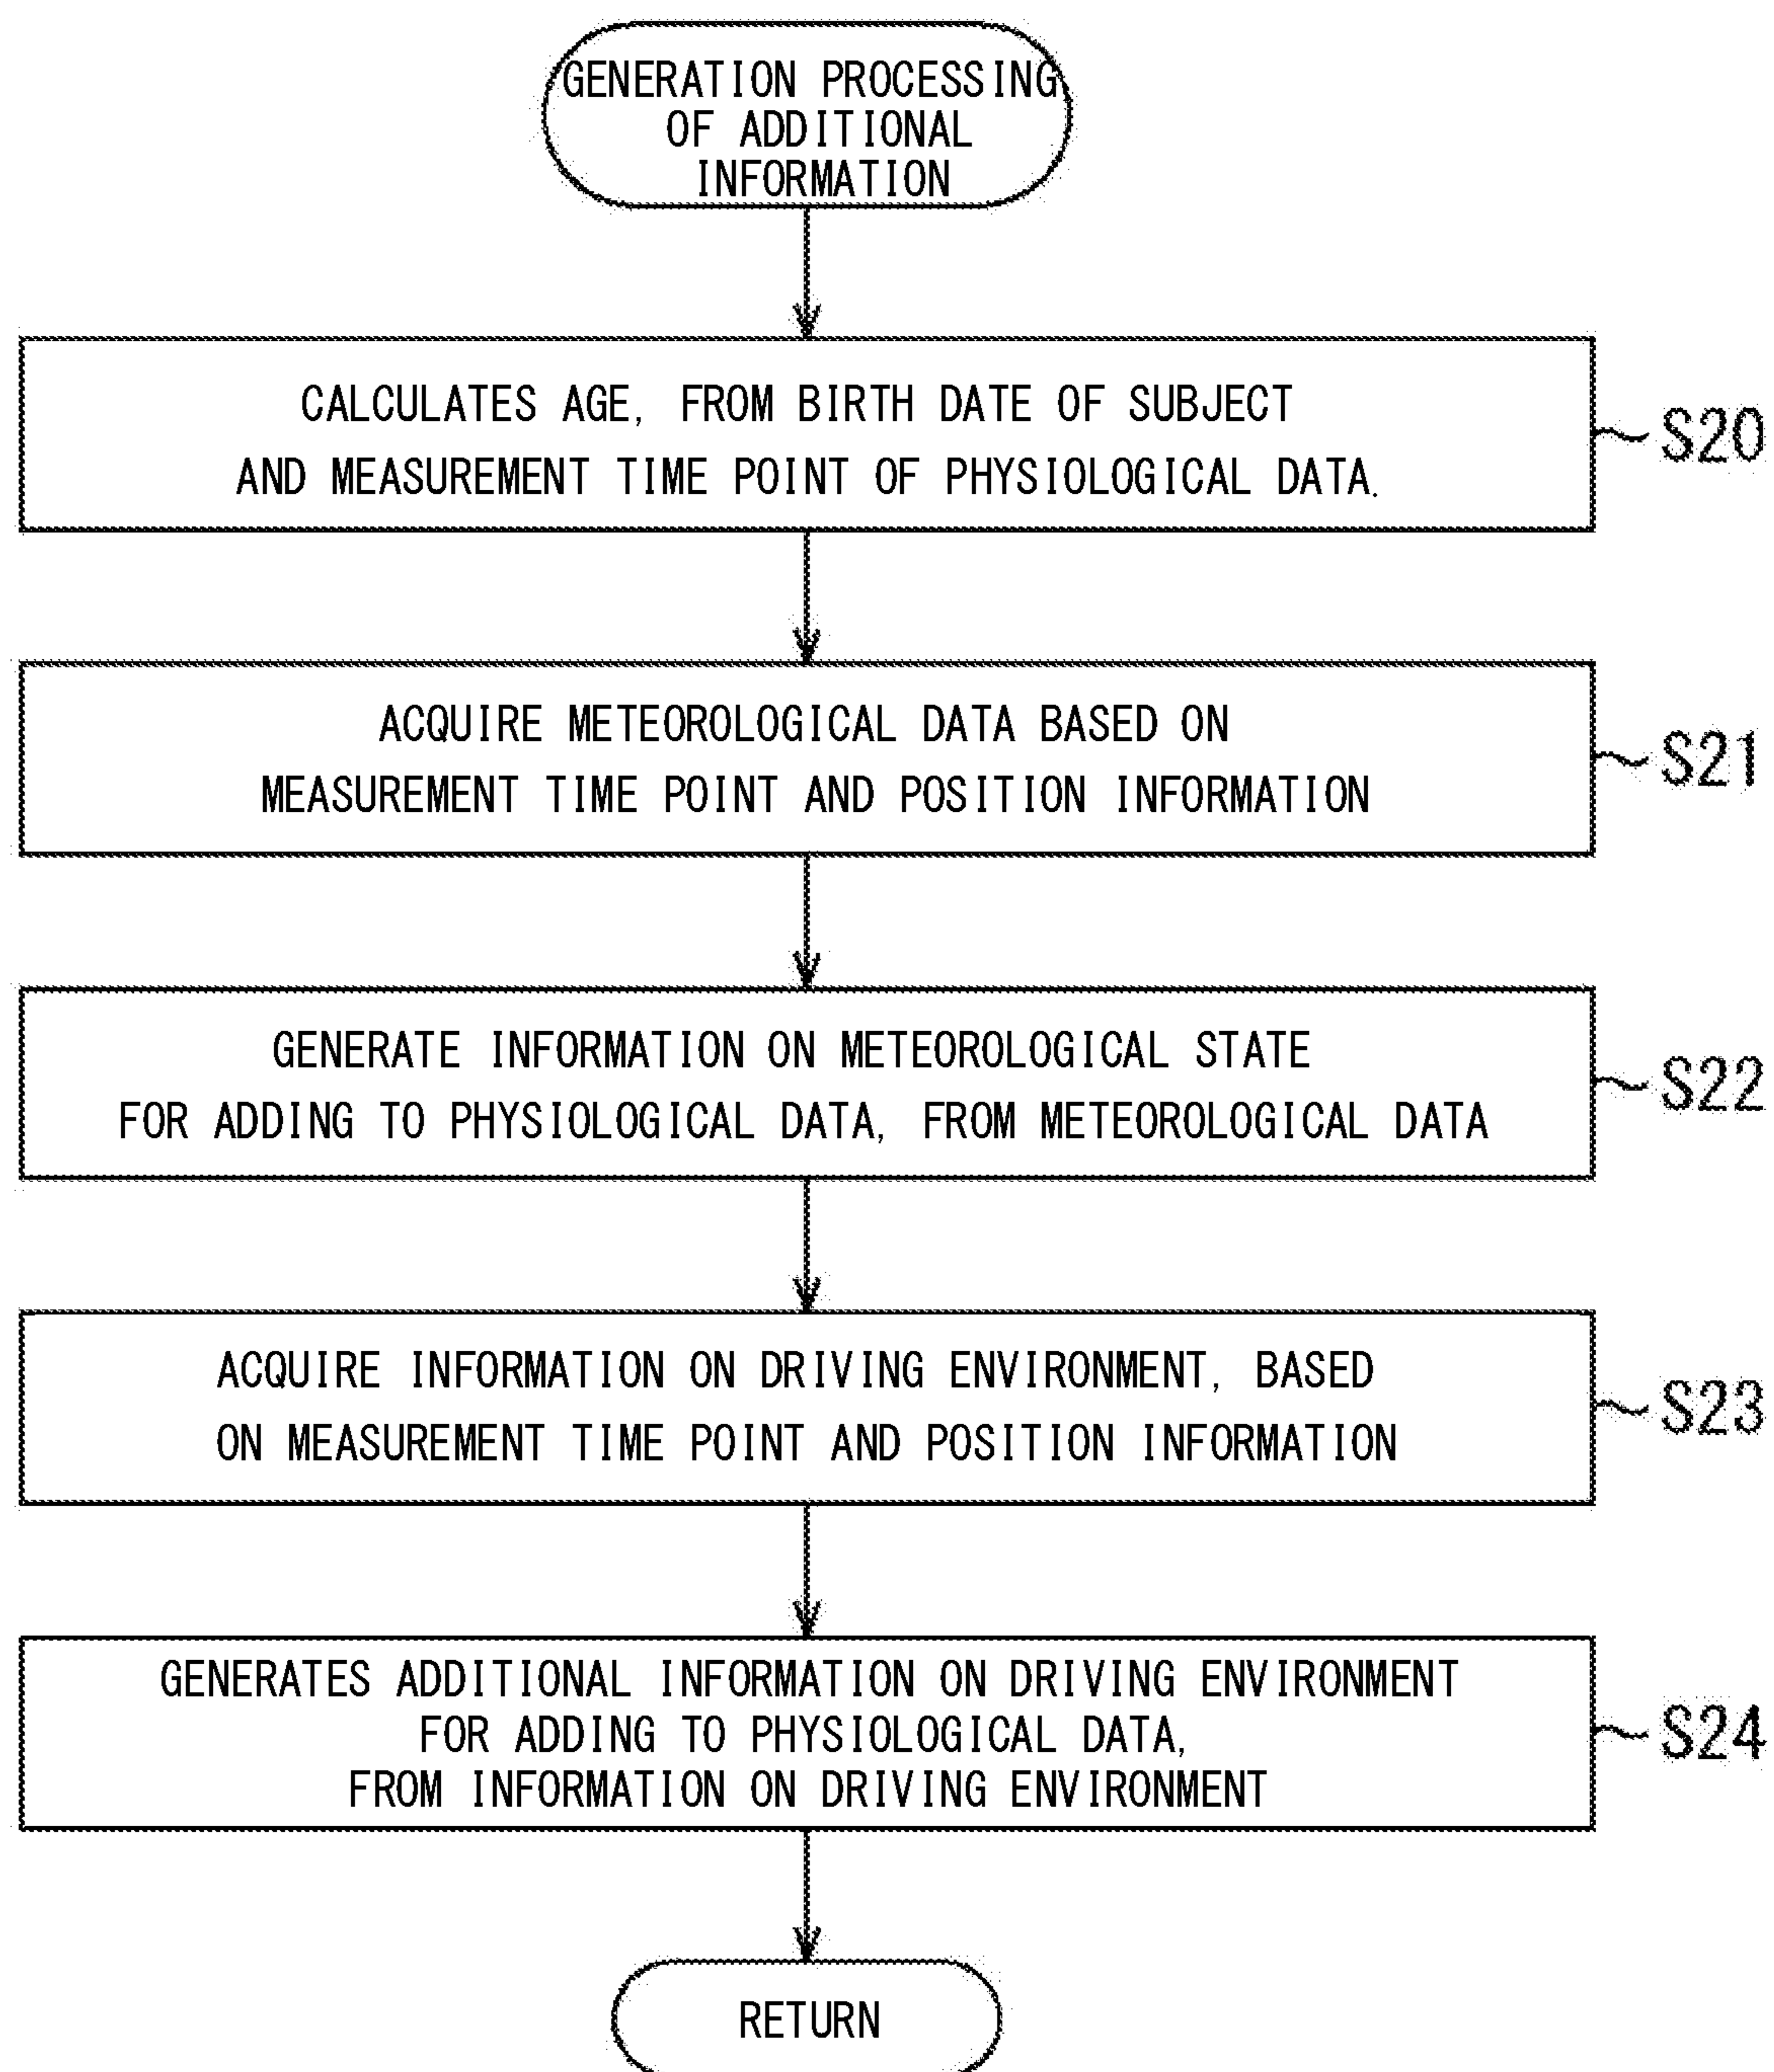 GENERATION PROCESSING
OF ADDITIONAL
INFORMATION
CALCULATES AGE, FROM BIRTH DATE OF SUBJECT
AND MEASUREMENT TIME POINT OF PHYSIOLOGICAL DATA.
S20
ACQUIRE METEOROLOGICAL DATA BASED ON
MEASUREMENT TIME POINT AND POSITION INFORMATION
S21
GENERATE INFORMATION ON METEOROLOGICAL STATE
FOR ADDING TO PHYSIOLOGICAL DATA, FROM METEOROLOGICAL DATA
S22
ACQUIRE INFORMATION ON DRIVING ENVIRONMENT, BASED
ON MEASUREMENT TIME POINT AND POSITION INFORMATION
S23
GENERATES ADDITIONAL INFORMATION ON DRIVING ENVIRONMENT
FOR ADDING TO PHYSIOLOGICAL DATA,
FROM INFORMATION ON DRIVING ENVIRONMENT
S24
RETURN